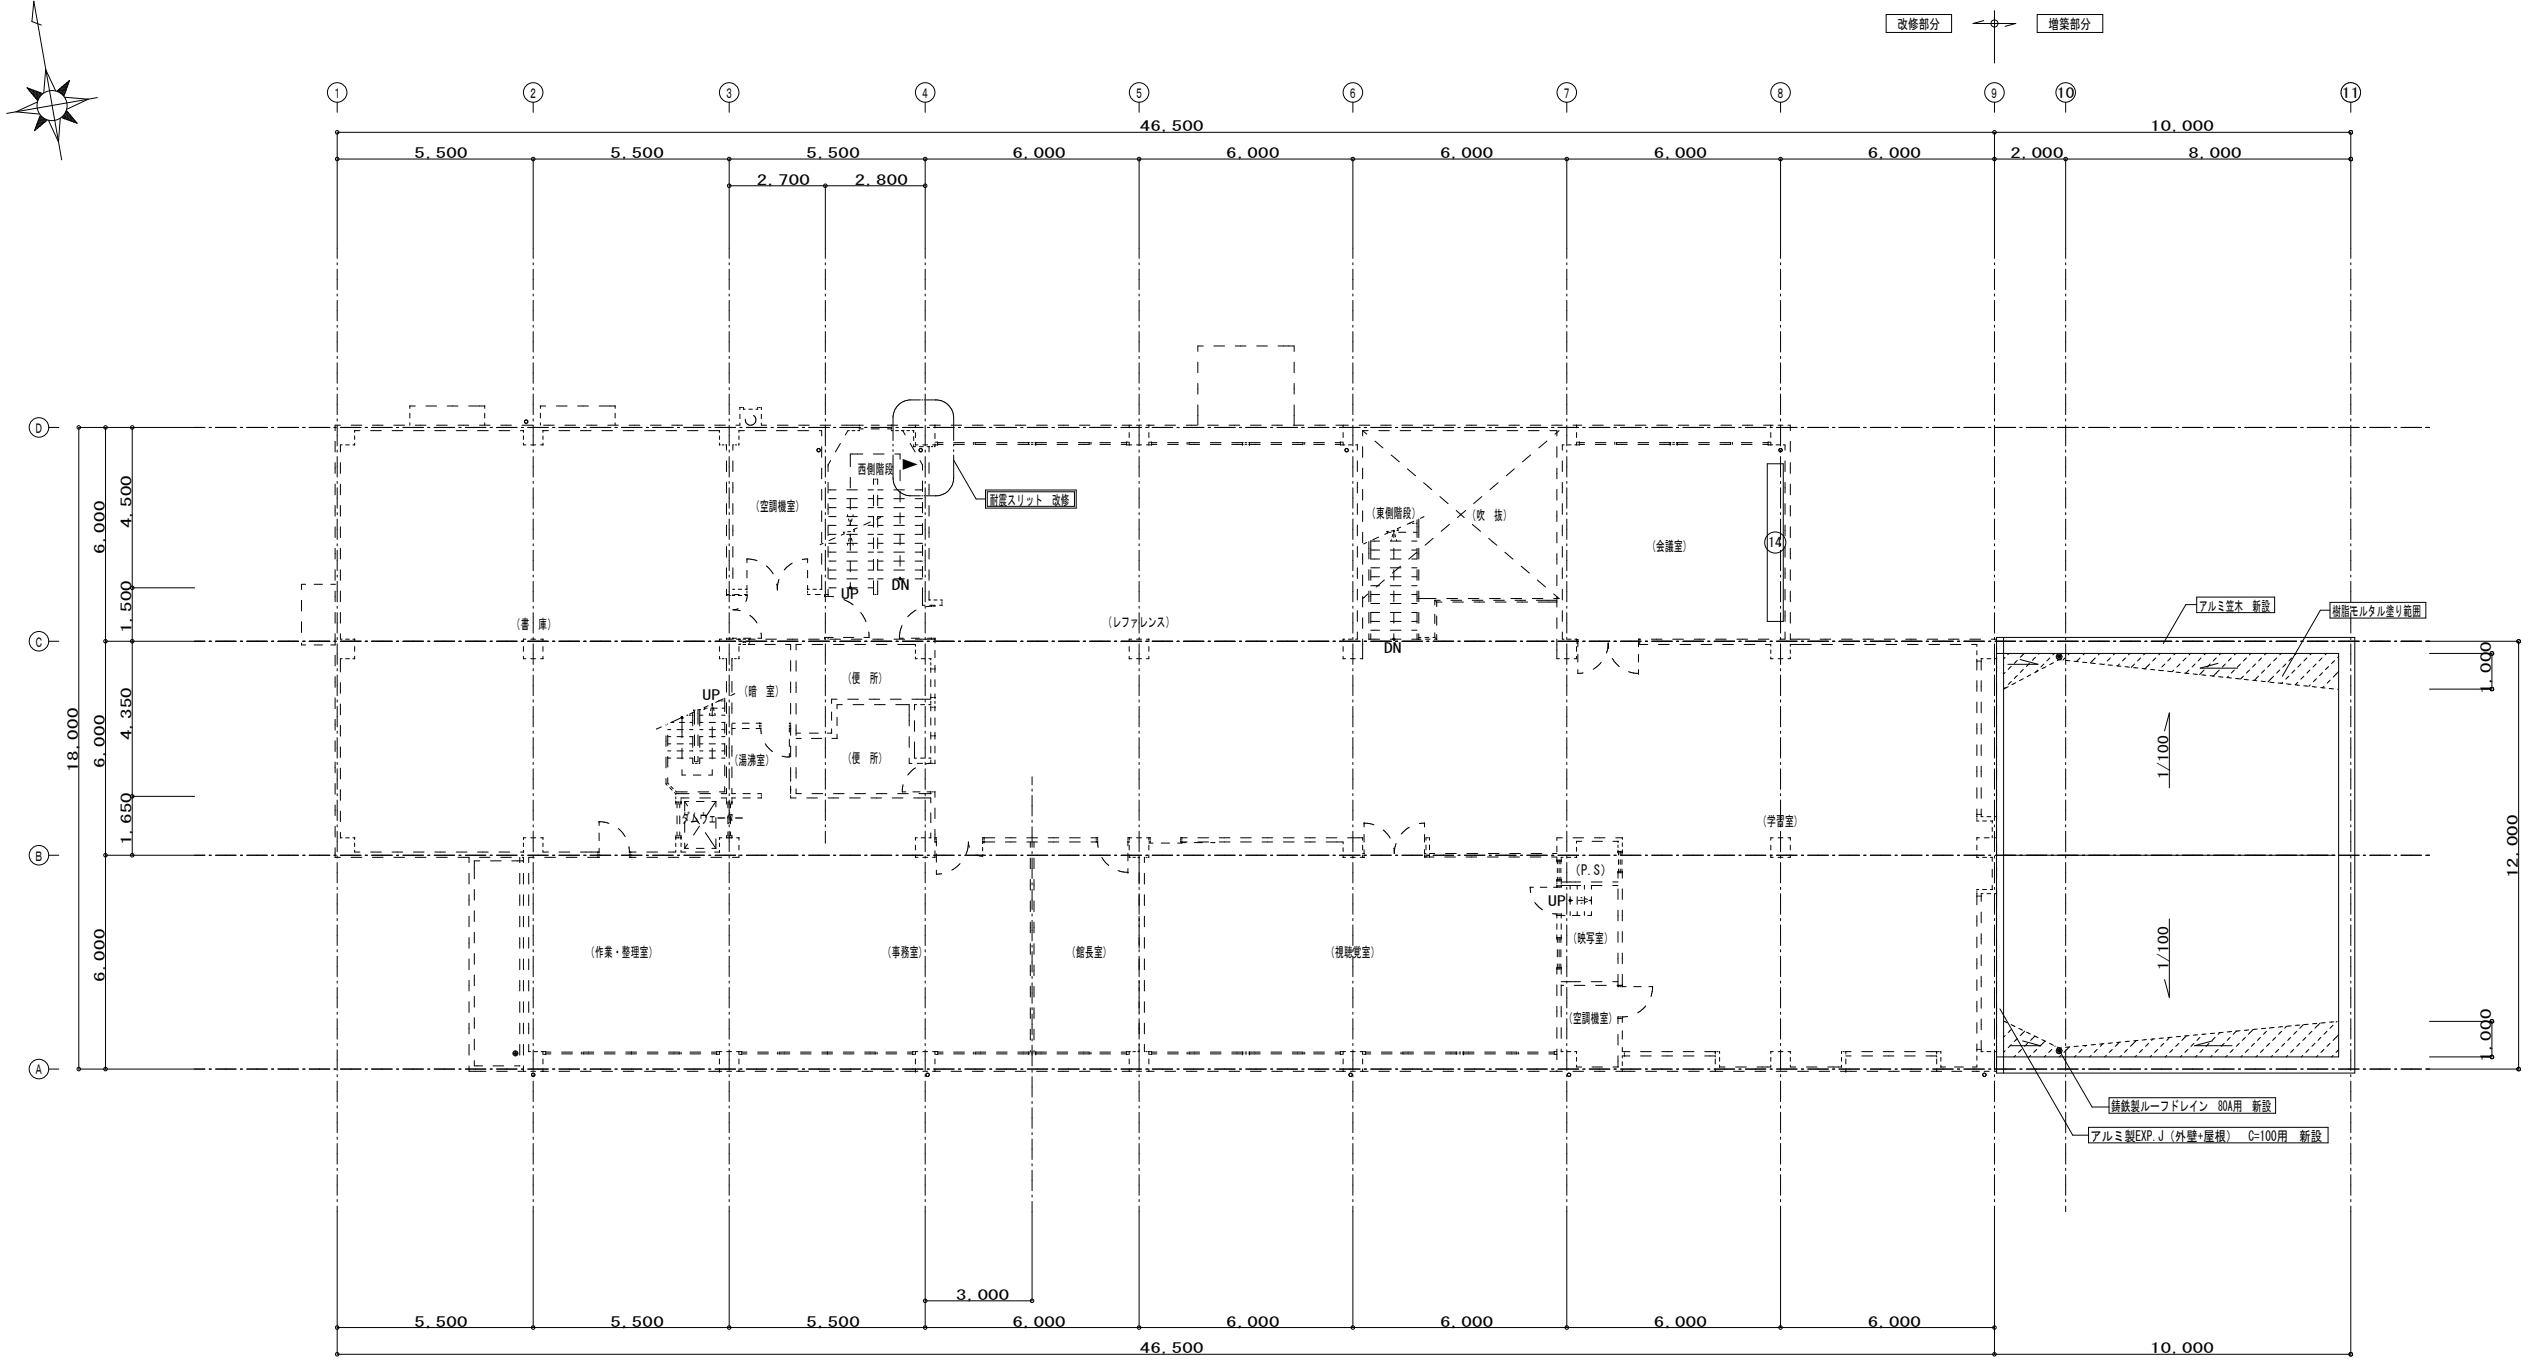 改修部分 増築部分
1 2 3 4 5 6 7 8 9 10 11
46.500 10.000
5.500 5.500 5.500 6.000 6.000 6.000 6.000 6.000 2.000 8.000
2.700 2.800
D
西側階段
耐震スリット 改修
(空調機室)
(東側階段)
(吹 抜)
(会議室)
14
4.500
6.000
1.500
UP
DN
アルミ笠木 新設
樹脂モルタル塗り範囲
(書 庫)
(レファレンス)
C
DN
(便 所)
(暗 室)
UP
1.000
18.000
6.000
4.350
1.650
(湯沸室)
(便 所)
1/100
ダムウェーター
(学習室)
B
12.000
(P.S)
UP
(作業・整理室)
(事務室)
(館長室)
(視聴覚室)
(映写室)
1/100
6.000
(空調機室)
1.000
A
鋳鉄製ルーフドレイン 80A用 新設
アルミ製EXP.J (外壁+屋根) C=100用 新設
3.000
5.500 5.500 5.500 6.000 6.000 6.000 6.000 6.000
46.500 10.000